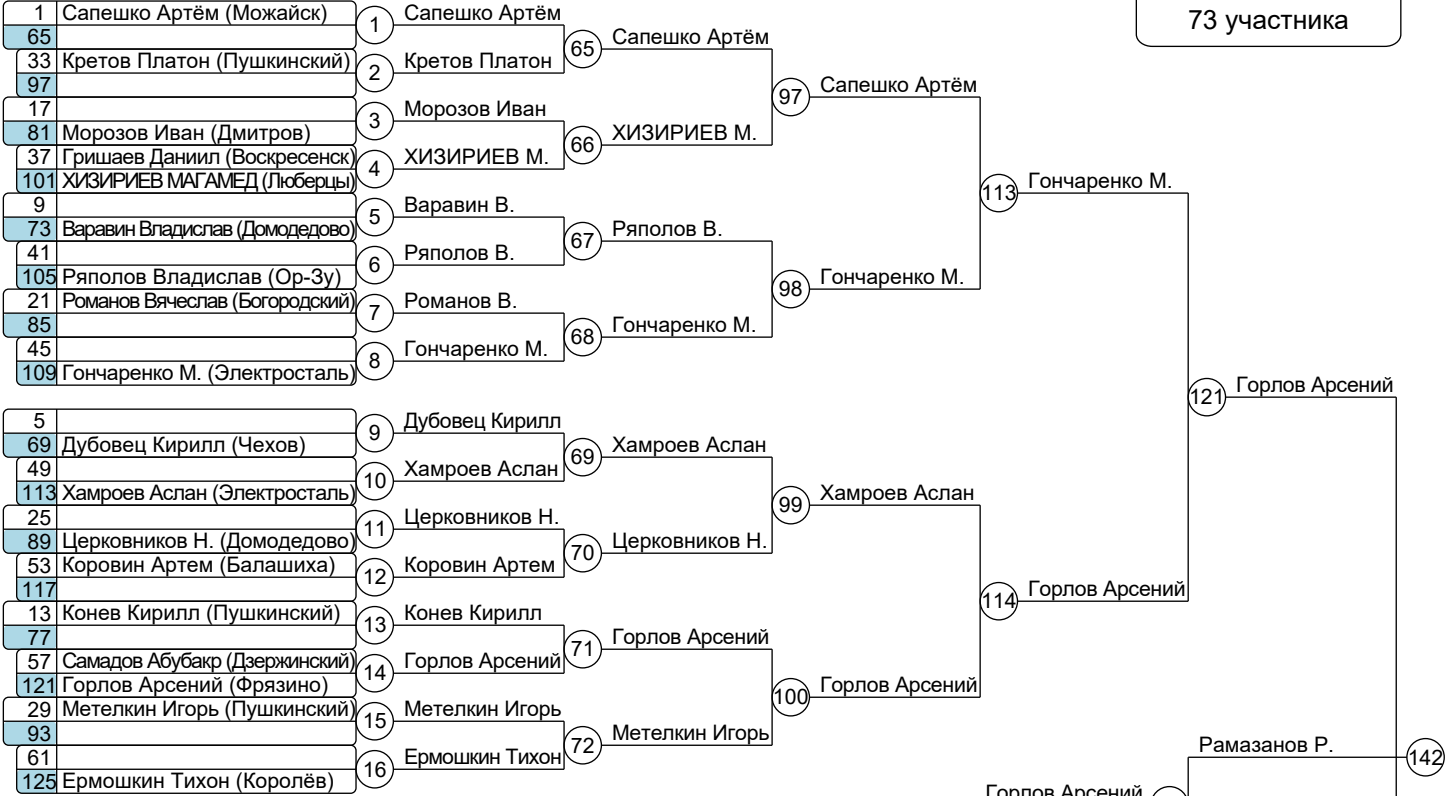 73 участника
1 Сапешко Артём (Можайск)
65
33 Кретов Платон (Пушкинский)
97
17
81 Морозов Иван (Дмитров)
37 Гришаев Даниил (Воскресенск)
101 ХИЗИРИЕВ МАГАМЕД (Люберцы)
9
73 Варавин Владислав (Домодедово)
41
105 Ряполов Владислав (Ор-Зу)
21 Романов Вячеслав (Богородский)
85
45
109 Гончаренко М. (Электросталь)
5
69 Дубовец Кирилл (Чехов)
49
113 Хамроев Аслан (Электросталь)
25
89 Церковников Н. (Домодедово)
53 Коровин Артем (Балашиха)
117
13 Конев Кирилл (Пушкинский)
77
57 Самадов Абубакр (Дзержинский)
121 Горлов Арсений (Фрязино)
29 Метелкин Игорь (Пушкинский)
93
61
125 Ермошкин Тихон (Королёв)
1 Сапешко Артём
2 Кретов Платон
3 Морозов Иван
4 ХИЗИРИЕВ М.
5 Варавин В.
6 Ряполов В.
7 Романов В.
8 Гончаренко М.
9 Дубовец Кирилл
10 Хамроев Аслан
11 Церковников Н.
12 Коровин Артем
13 Конев Кирилл
14 Горлов Арсений
15 Метелкин Игорь
16 Ермошкин Тихон
65 Сапешко Артём
66 ХИЗИРИЕВ М.
67 Ряполов В.
68 Гончаренко М.
69 Хамроев Аслан
70 Церковников Н.
71 Горлов Арсений
72 Метелкин Игорь
97 Сапешко Артём
98 Гончаренко М.
99 Хамроев Аслан
100 Горлов Арсений
113 Гончаренко М.
114 Горлов Арсений
121 Горлов Арсений
Рамазанов Р. 142
Горлов Арсений